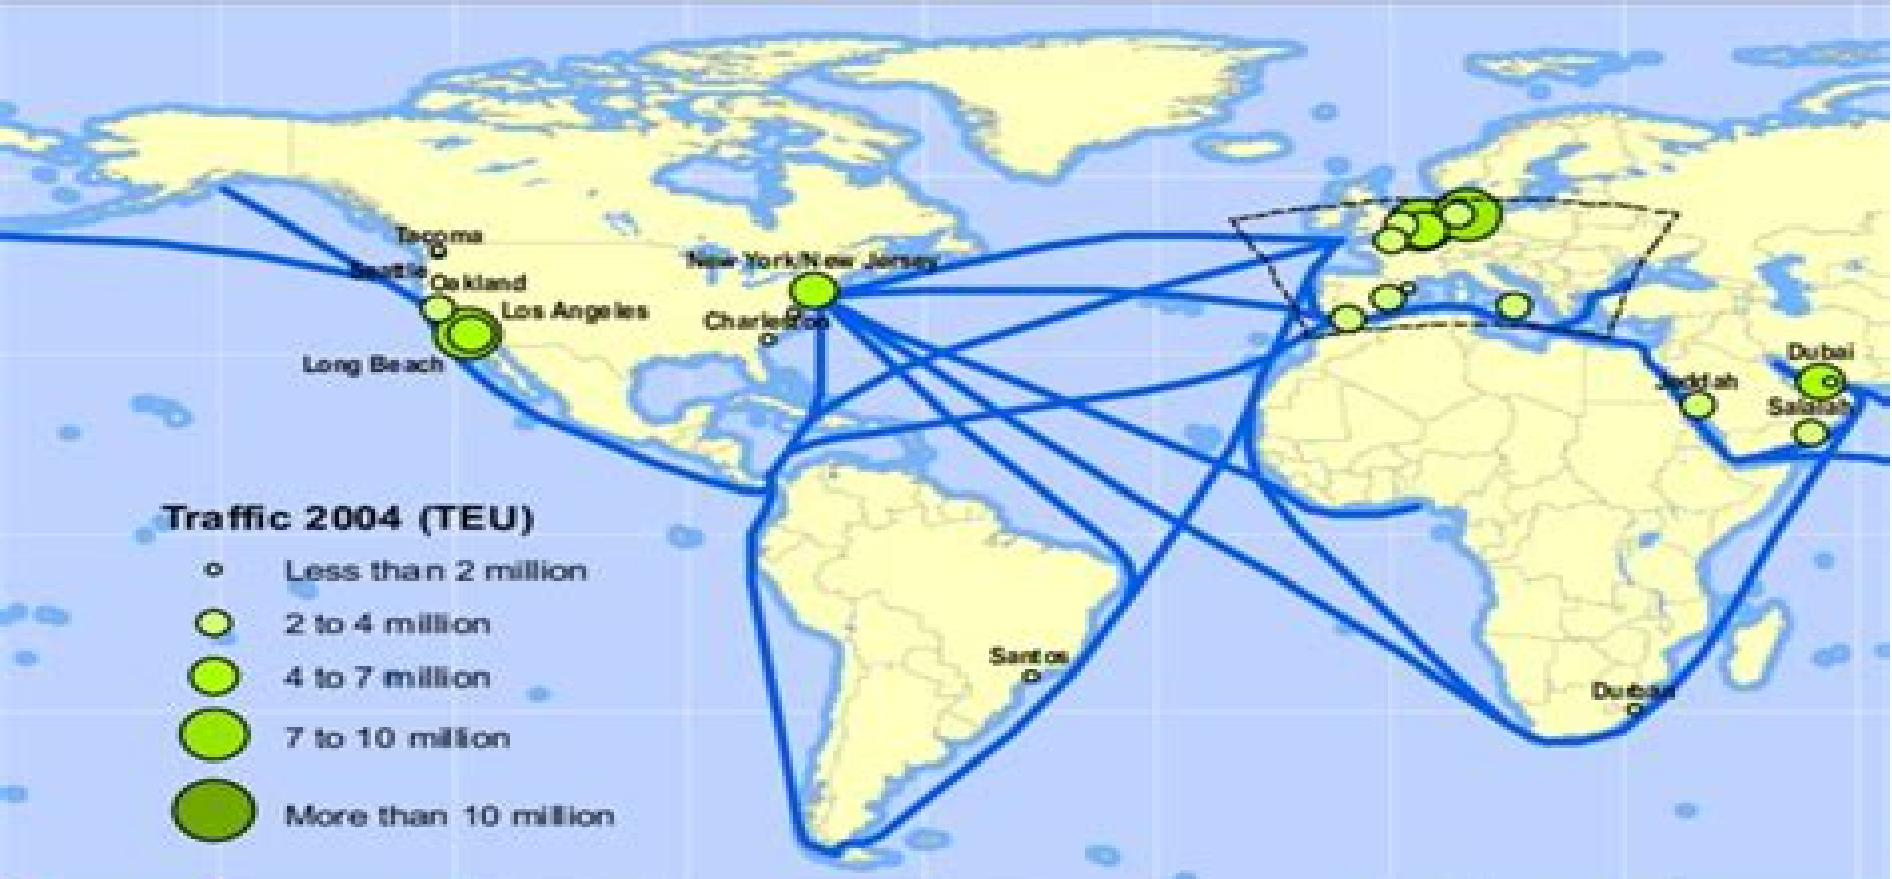 Tacoma
New York/New Jersey
Seattle
Oakland
Los Angeles
Charleston
Long Beach
Dubai
Jeddah
Salalah
Traffic 2004 (TEU)
Less than 2 million
2 to 4 million
4 to 7 million
7 to 10 million
More than 10 million
Santos
Durban